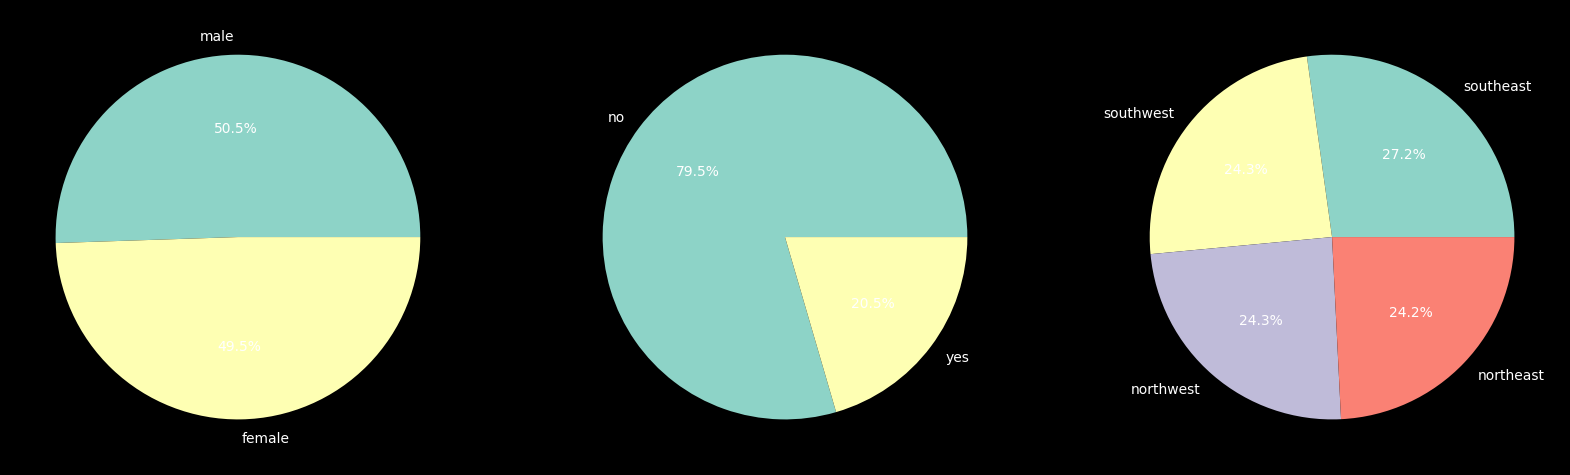 male
50.5%
49.5%
female
no
79.5%
20.5%
yes
southeast
27.2%
southwest
24.3%
24.3%
northwest
24.2%
northeast